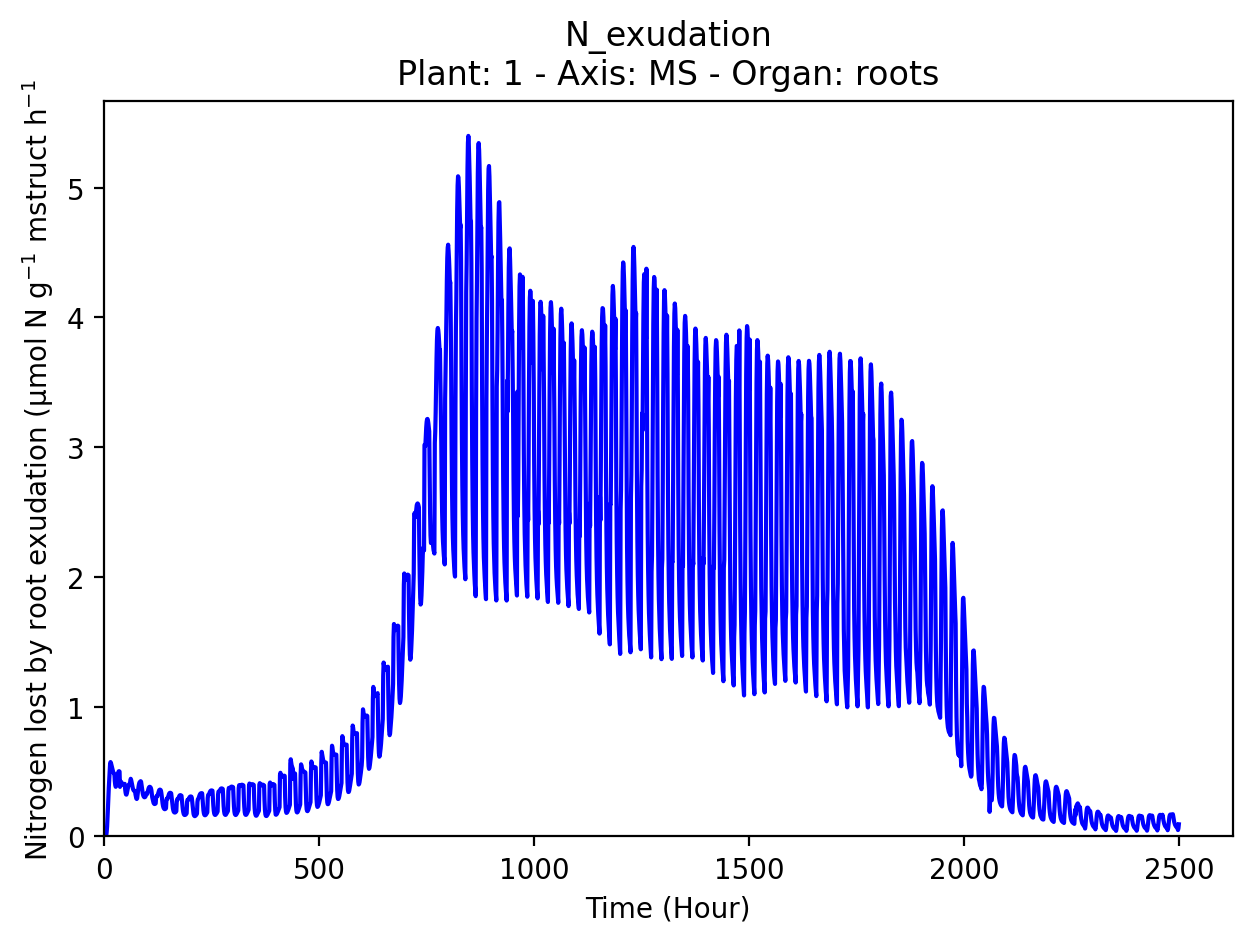 N_exudation
Plant: 1 - Axis: MS - Organ: roots
Nitrogen lost by root exudation (µmol N g⁻¹ mstruct h⁻¹
5
4
3
2
1
0
0 500 1000 1500 2000 2500
Time (Hour)